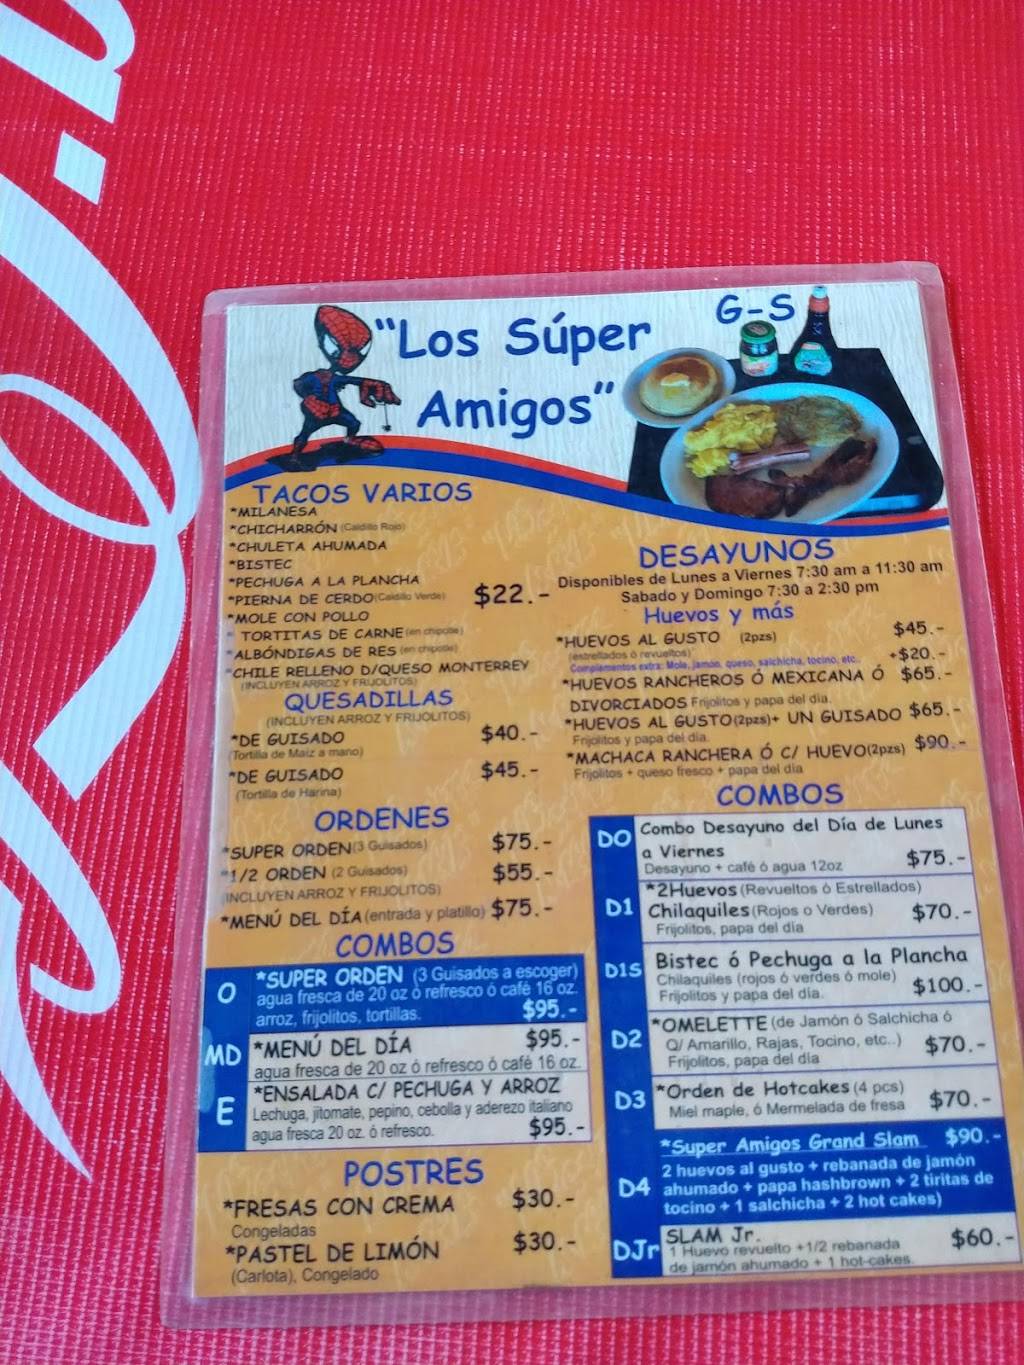 "Los Súper
Amigos"
G-S
TACOS VARIOS
*MILANESA
*CHICHARRÓN (Caldillo Rojo)
*CHULETA AHUMADA
*BISTEC
*PECHUGA A LA PLANCHA
*PIERNA DE CERDO (Caldillo Verde) $22.-
*MOLE CON POLLO
* TORTITAS DE CARNE (en chipotle)
*ALBÓNDIGAS DE RES (en chipotle)
*CHILE RELLENO D/QUESO MONTERREY
(INCLUYEN ARROZ Y FRIJOLITOS)
QUESADILLAS
(INCLUYEN ARROZ Y FRIJOLITOS)
*DE GUISADO $40.-
(Tortilla de Maíz a mano)
*DE GUISADO $45.-
(Tortilla de Harina)
ORDENES
*SUPER ORDEN (3 Guisados) $75.-
*1/2 ORDEN (2 Guisados) $55.-
(INCLUYEN ARROZ Y FRIJOLITOS)
*MENÚ DEL DÍA (entrada y platillo) $75.-
COMBOS
O *SUPER ORDEN (3 Guisados a escoger)
agua fresca de 20 oz ó refresco ó café 16 oz.
arroz, frijolitos, tortillas. $95.-
MD *MENÚ DEL DÍA $95.-
agua fresca de 20 oz ó refresco ó café 16 oz.
E *ENSALADA C/ PECHUGA Y ARROZ
Lechuga, jitomate, pepino, cebolla y aderezo italiano
agua fresca 20 oz. ó refresco. $95.-
POSTRES
*FRESAS CON CREMA $30.-
Congeladas
*PASTEL DE LIMÓN $30.-
(Carlota), Congelado
DESAYUNOS
Disponibles de Lunes a Viernes 7:30 am a 11:30 am
Sabado y Domingo 7:30 a 2:30 pm
Huevos y más
*HUEVOS AL GUSTO (2pzs) $45.-
(estrellados ó revueltos)
Complementos extra: Mole, jamón, queso, salchicha, tocino, etc.. +$20.-
*HUEVOS RANCHEROS Ó MEXICANA Ó $65.-
DIVORCIADOS Frijolitos y papa del día.
*HUEVOS AL GUSTO (2pzs)+ UN GUISADO $65.-
Frijolitos y papa del día.
*MACHACA RANCHERA Ó C/ HUEVO (2pzs) $90.-
Frijolitos + queso fresco + papa del día
COMBOS
DO Combo Desayuno del Día de Lunes
a Viernes
Desayuno + café ó agua 12oz $75.-
D1 *2Huevos (Revueltos ó Estrellados)
Chilaquiles (Rojos o Verdes) $70.-
Frijolitos, papa del día
D1S Bistec ó Pechuga a la Plancha
Chilaquiles (rojos ó verdes ó mole)
Frijolitos y papa del día. $100.-
D2 *OMELETTE (de Jamón ó Salchicha ó
Q/ Amarillo, Rajas, Tocino, etc..) $70.-
Frijolitos, papa del día
D3 *Orden de Hotcakes (4 pcs)
Miel maple, ó Mermelada de fresa $70.-
D4 *Super Amigos Grand Slam $90.-
2 huevos al gusto + rebanada de jamón
ahumado + papa hashbrown + 2 tiritas de
tocino + 1 salchicha + 2 hot cakes)
DJr SLAM Jr. $60.-
1 Huevo revuelto +1/2 rebanada
de jamón ahumado + 1 hot-cakes.